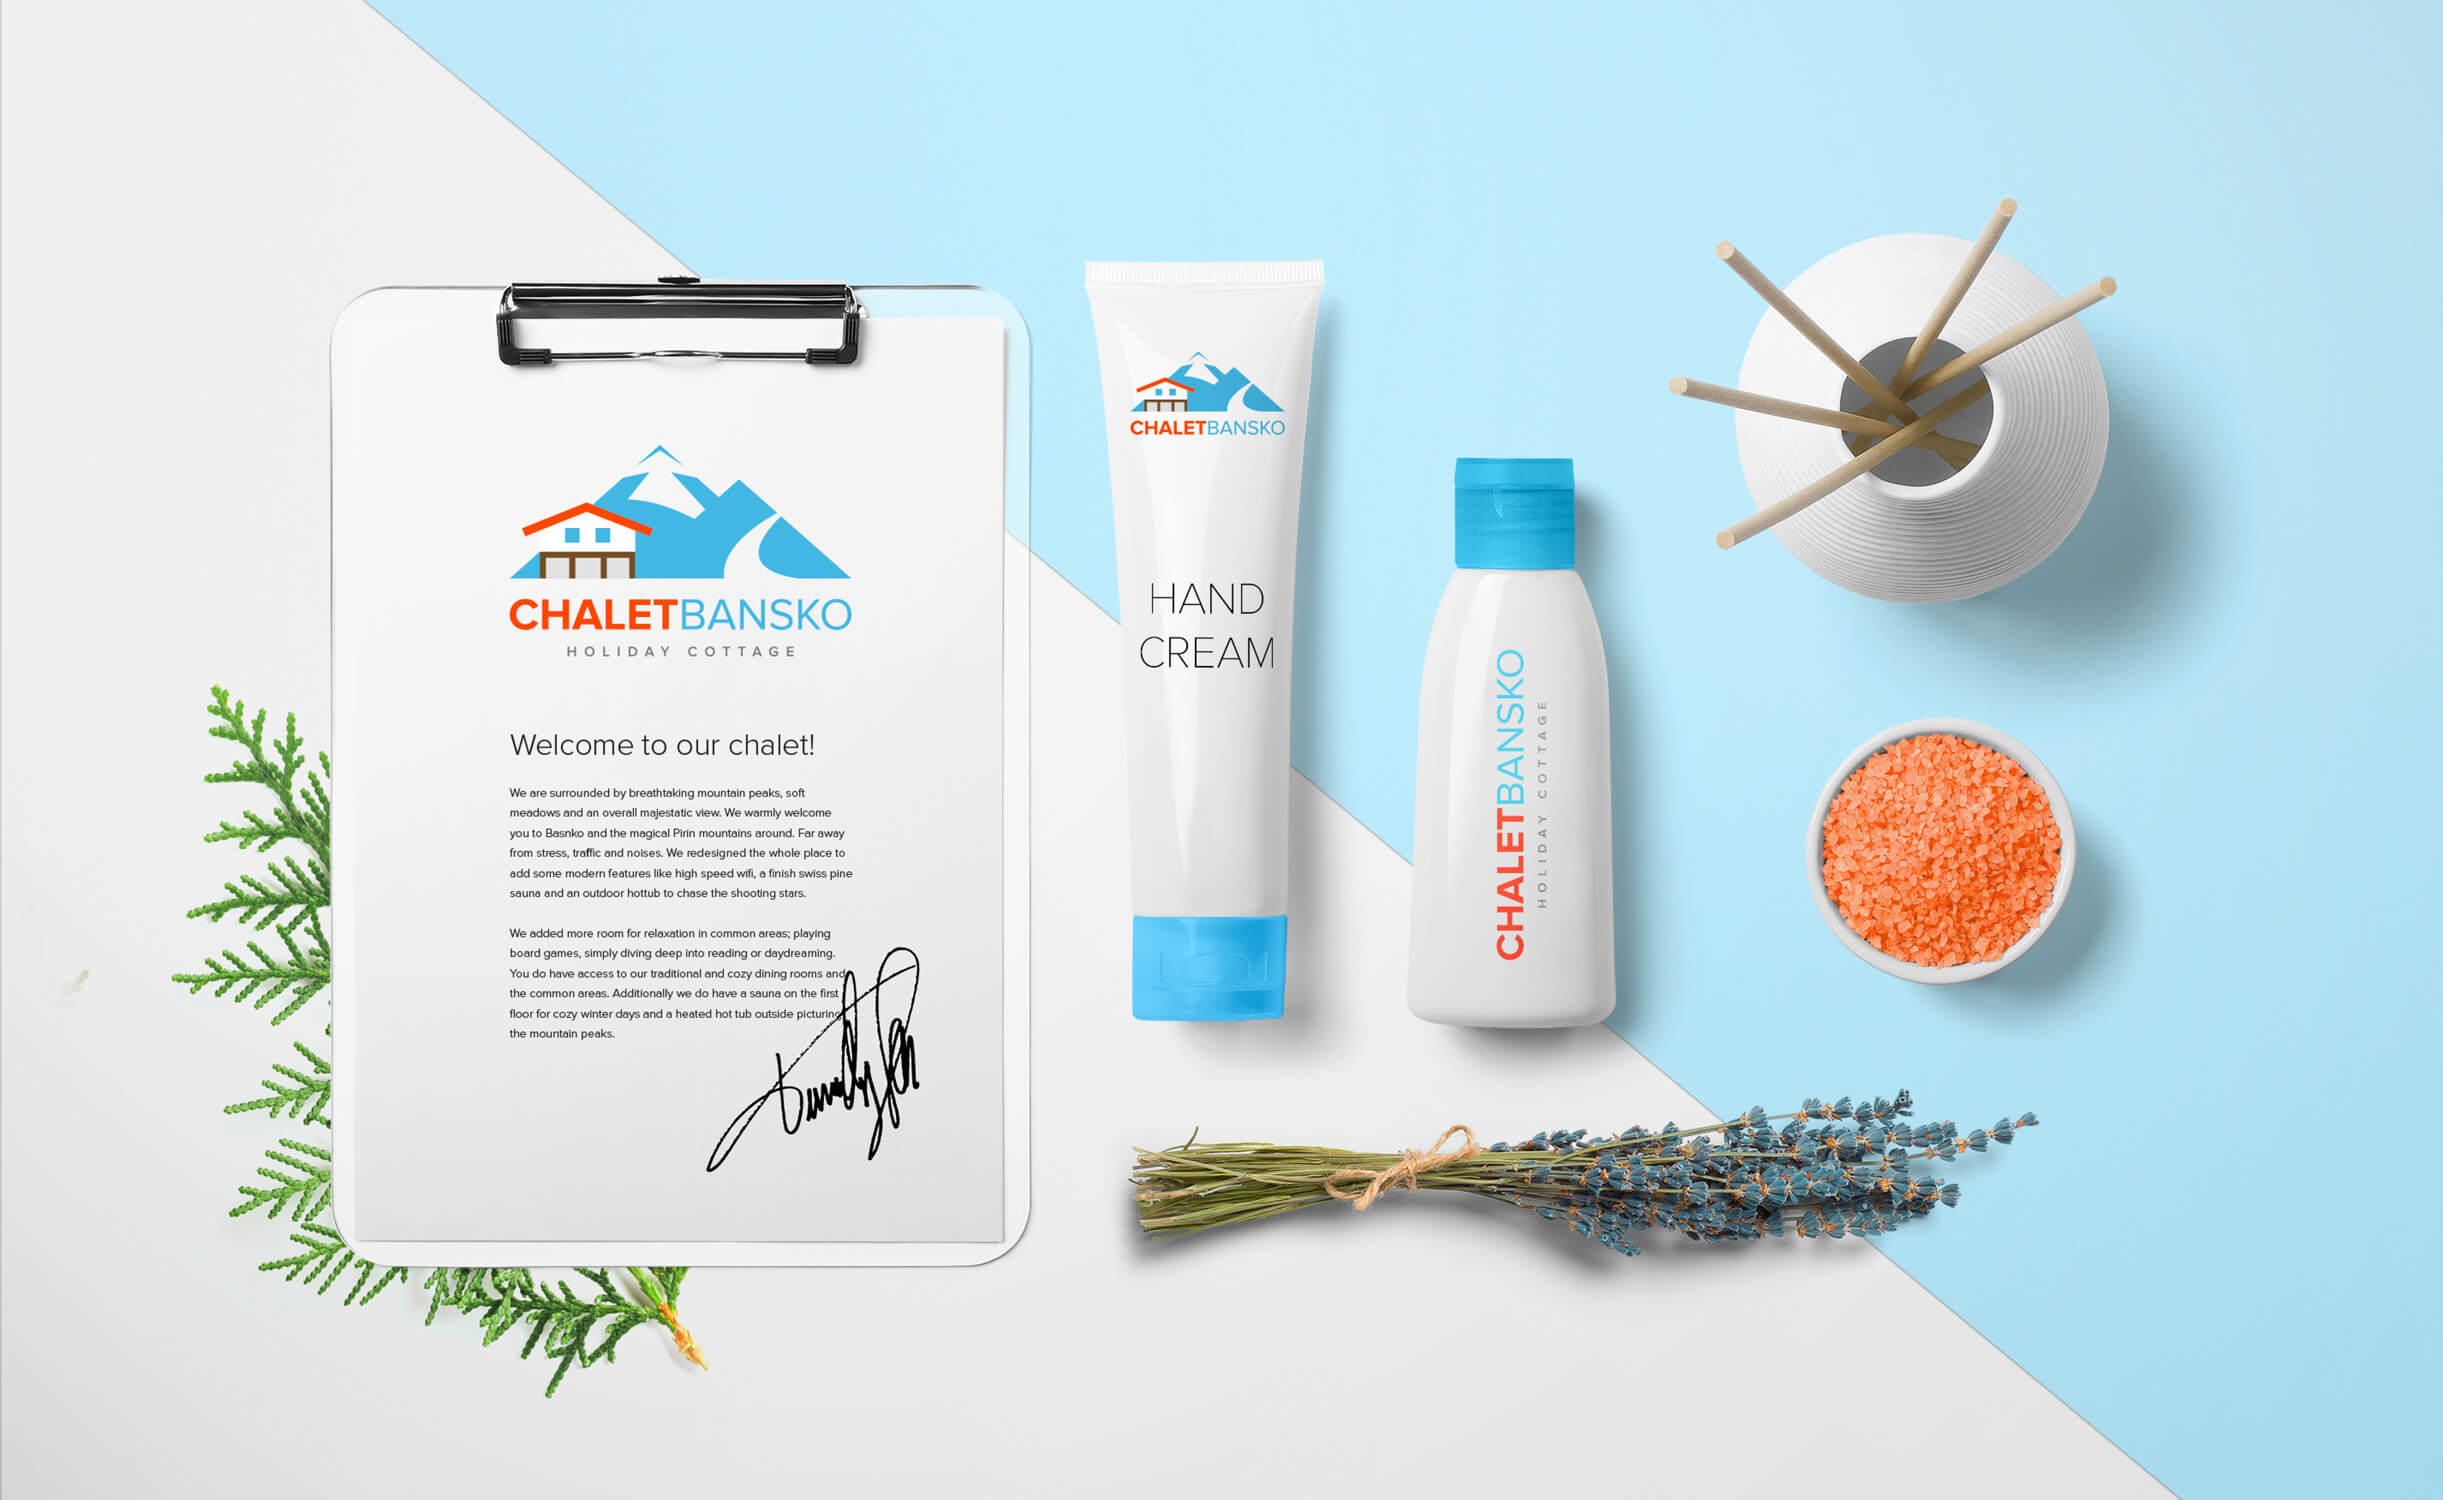 CHALETBANSKO
HOLIDAY COTTAGE
Welcome to our chalet!
We are surrounded by breathtaking mountain peaks, soft
meadows and an overall majestic view. We warmly welcome
you to Basnko and the magical Pirin mountains around. Far away
from stress, traffic and noises. We redesigned the whole place to
add some modern features like high speed wifi, a finish swiss pine
sauna and an outdoor hottub to chase the shooting stars.
We added more room for relaxation in common areas; playing
board games, simply diving deep into reading or daydreaming.
You do have access to our traditional and cozy dining rooms and
the common areas. Additionally we do have a sauna on the first
floor for cozy winter days and a heated hot tub outside picturing
the mountain peaks.
CHALETBANSKO
HAND
CREAM
CHALETBANSKO
HOLIDAY COTTAGE